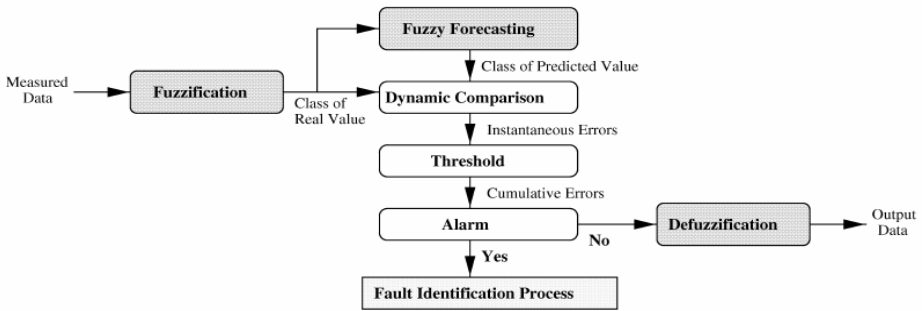 Fuzzy Forecasting
Measured
Data
Fuzzification
Class of
Real Value
Class of Predicted Value
Dynamic Comparison
Instantaneous Errors
Threshold
Cumulative Errors
Alarm
No
Defuzzification
Output
Data
Yes
Fault Identification Process